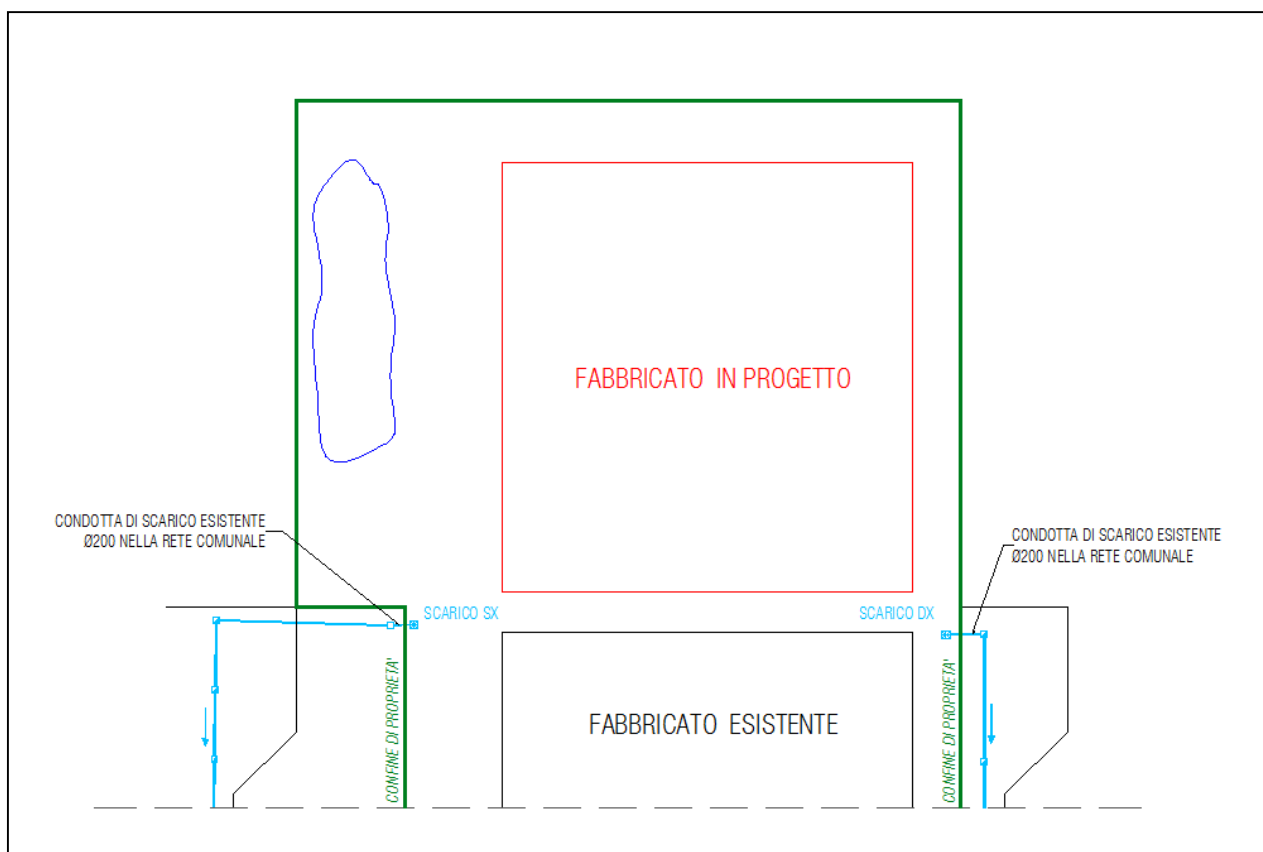 FABBRICATO IN PROGETTO
CONDOTTA DI SCARICO ESISTENTE
Ø200 NELLA RETE COMUNALE
CONDOTTA DI SCARICO ESISTENTE
Ø200 NELLA RETE COMUNALE
SCARICO SX
SCARICO DX
CONFINE DI PROPRIETA'
FABBRICATO ESISTENTE
CONFINE DI PROPRIETA'